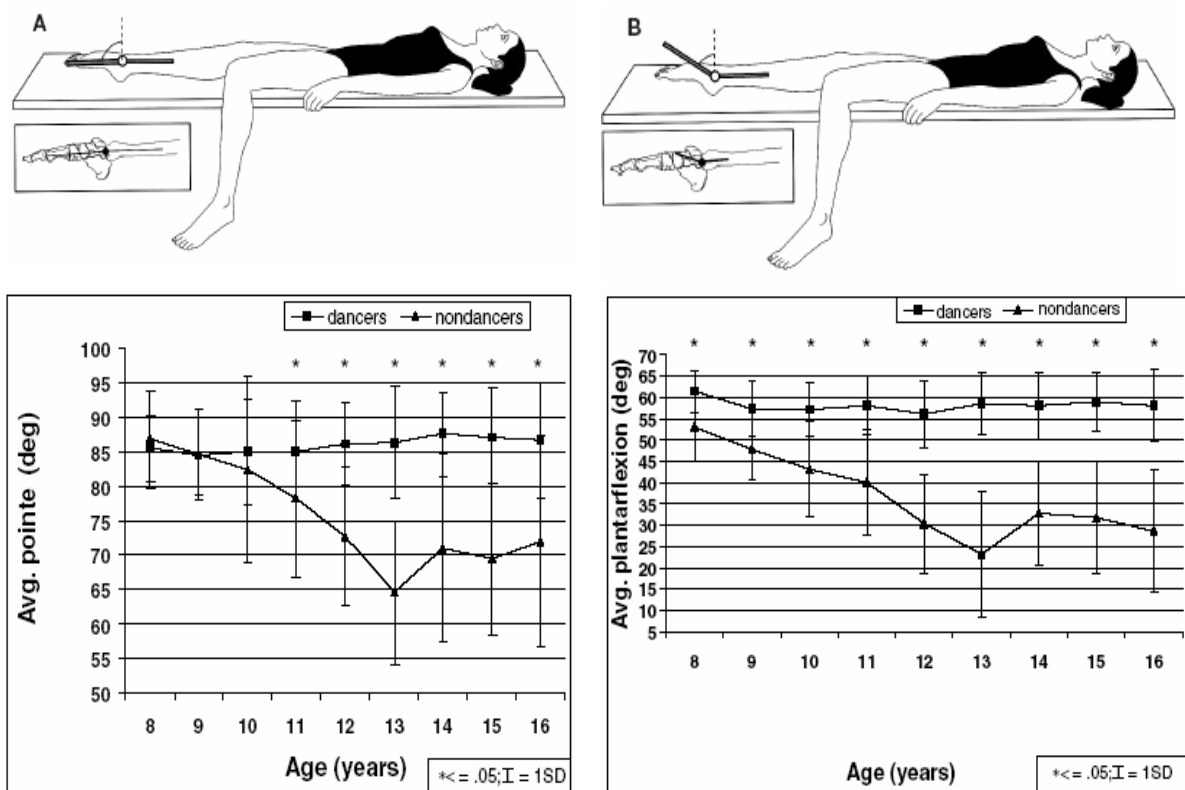 A
B
dancers nondancers
Avg. pointe (deg)
100
95
90
85
80
75
70
65
60
55
50
* * * * * *
8 9 10 11 12 13 14 15 16
Age (years)
*<= .05; I = 1SD
dancers nondancers
Avg. plantarflexion (deg)
70
65
60
55
50
45
40
35
30
25
20
15
10
5
* * * * * * * * *
8 9 10 11 12 13 14 15 16
Age (years)
*<= .05; I = 1SD